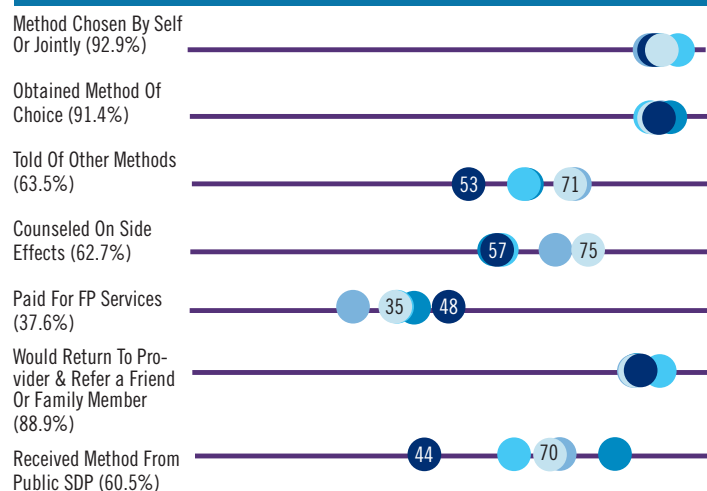 Method Chosen By Self
Or Jointly (92.9%)
Obtained Method Of
Choice (91.4%)
Told Of Other Methods
(63.5%)
53 71
Counseled On Side
Effects (62.7%)
57 75
Paid For FP Services
(37.6%)
35 48
Would Return To Pro-
vider & Refer a Friend
Or Family Member
(88.9%)
Received Method From
Public SDP (60.5%)
44 70